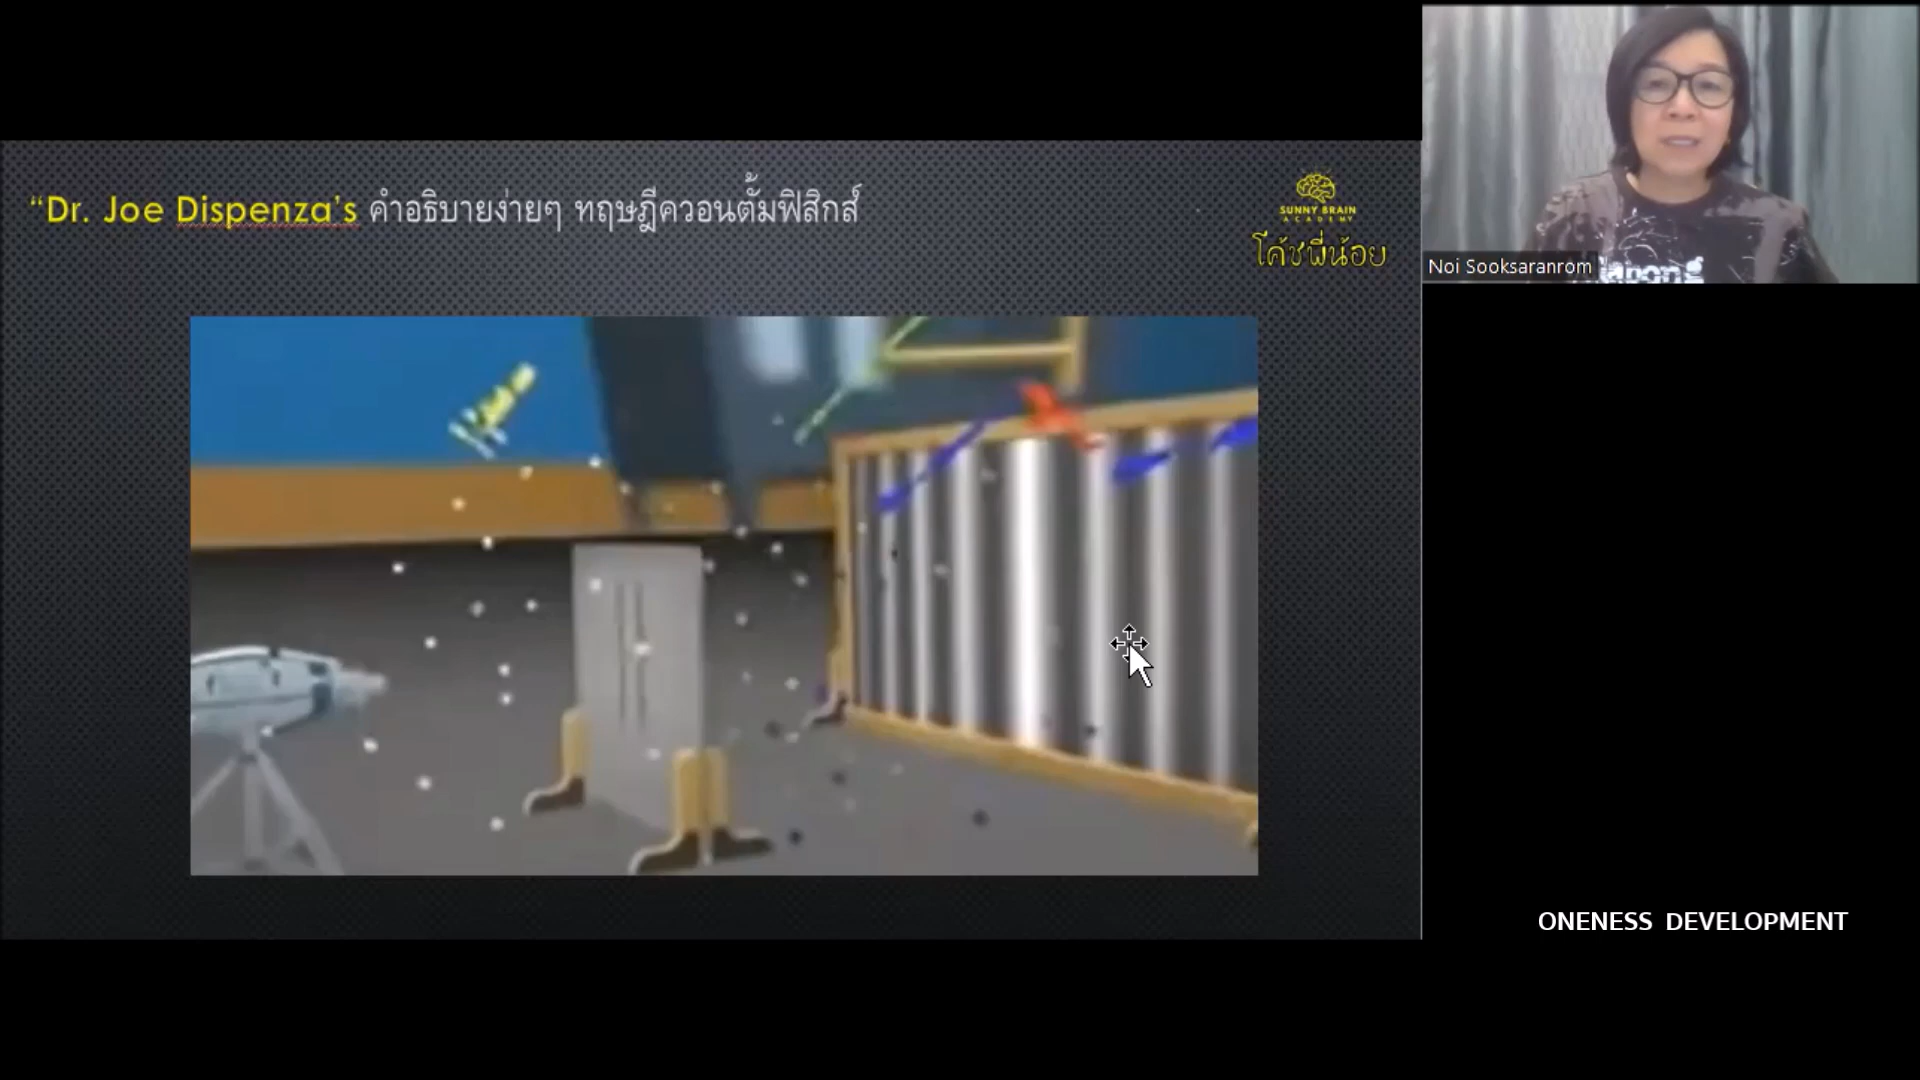 “Dr. Joe Dispenza’s คำอธิบายง่ายๆ ทฤษฎีควอนตั้มฟิสิกส์
SUNNY BRAIN
ACADEMY
โค้ชพี่น้อย
Noi Sooksaranrom
ONENESS DEVELOPMENT